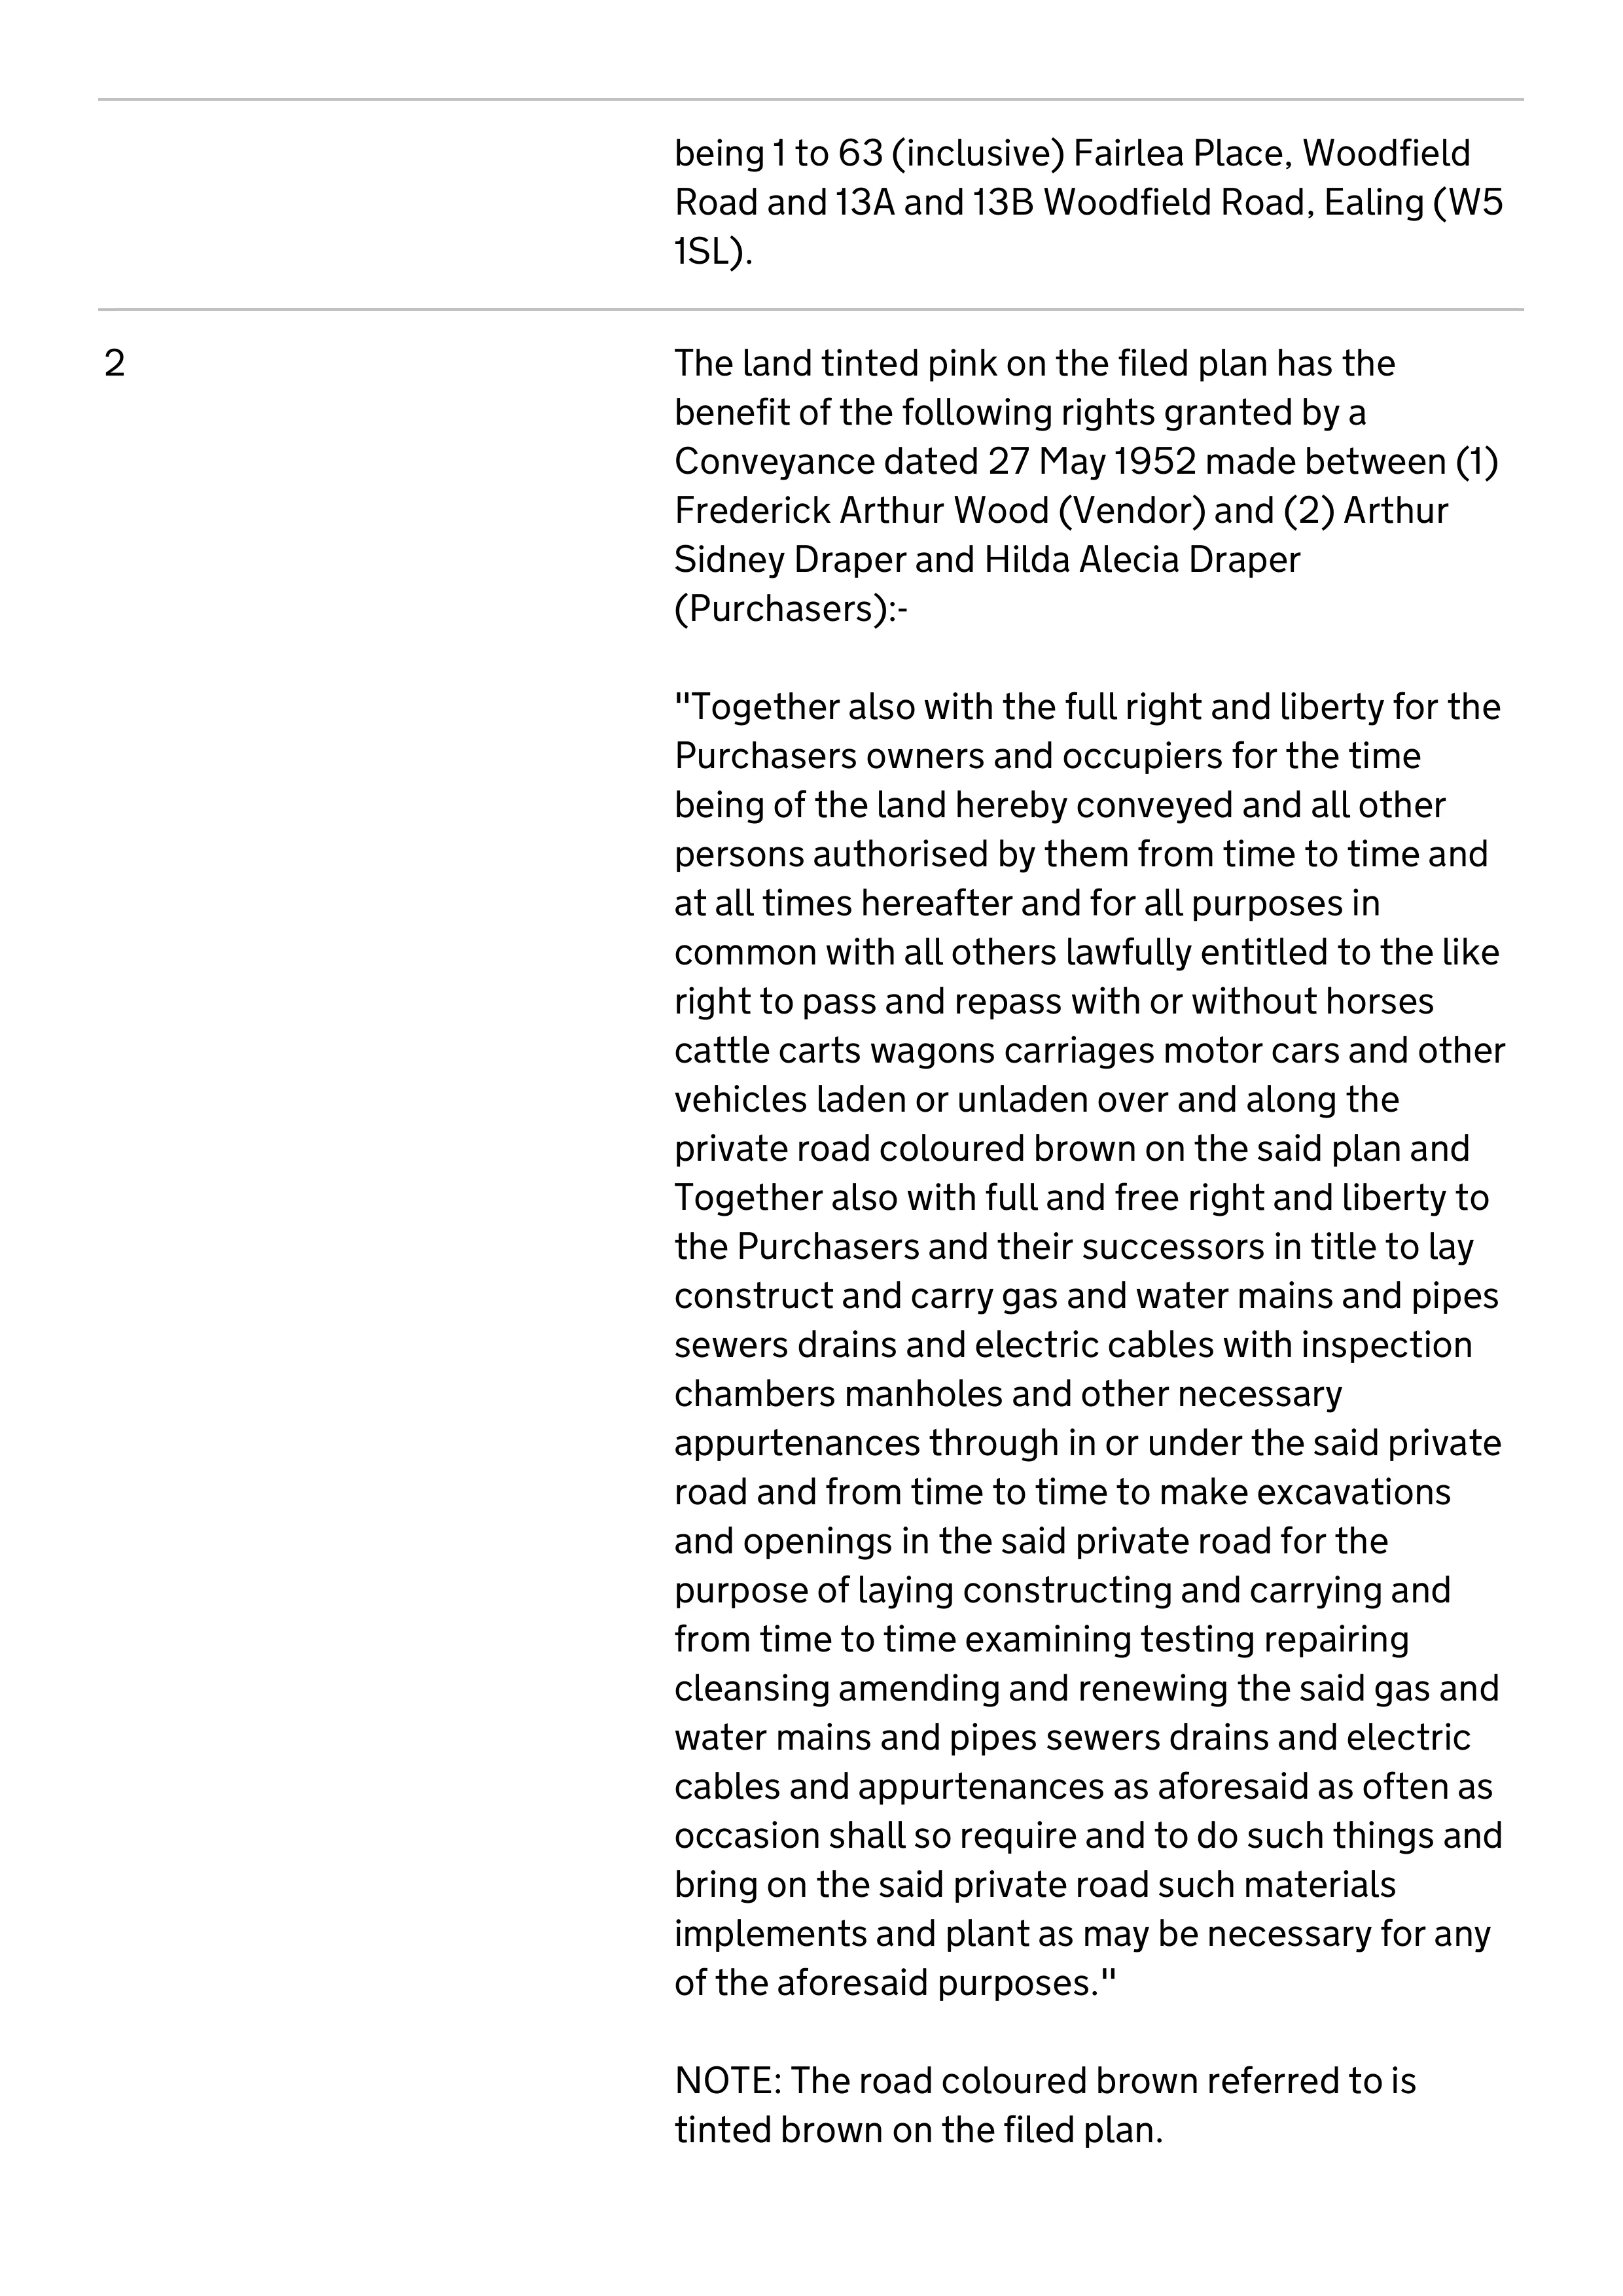 being 1 to 63 (inclusive) Fairlea Place, Woodfield
Road and 13A and 13B Woodfield Road, Ealing (W5
1SL).
2
The land tinted pink on the filed plan has the
benefit of the following rights granted by a
Conveyance dated 27 May 1952 made between (1)
Frederick Arthur Wood (Vendor) and (2) Arthur
Sidney Draper and Hilda Alecia Draper
(Purchasers):-
"Together also with the full right and liberty for the
Purchasers owners and occupiers for the time
being of the land hereby conveyed and all other
persons authorised by them from time to time and
at all times hereafter and for all purposes in
common with all others lawfully entitled to the like
right to pass and repass with or without horses
cattle carts wagons carriages motor cars and other
vehicles laden or unladen over and along the
private road coloured brown on the said plan and
Together also with full and free right and liberty to
the Purchasers and their successors in title to lay
construct and carry gas and water mains and pipes
sewers drains and electric cables with inspection
chambers manholes and other necessary
appurtenances through in or under the said private
road and from time to time to make excavations
and openings in the said private road for the
purpose of laying constructing and carrying and
from time to time examining testing repairing
cleansing amending and renewing the said gas and
water mains and pipes sewers drains and electric
cables and appurtenances as aforesaid as often as
occasion shall so require and to do such things and
bring on the said private road such materials
implements and plant as may be necessary for any
of the aforesaid purposes."
NOTE: The road coloured brown referred to is
tinted brown on the filed plan.